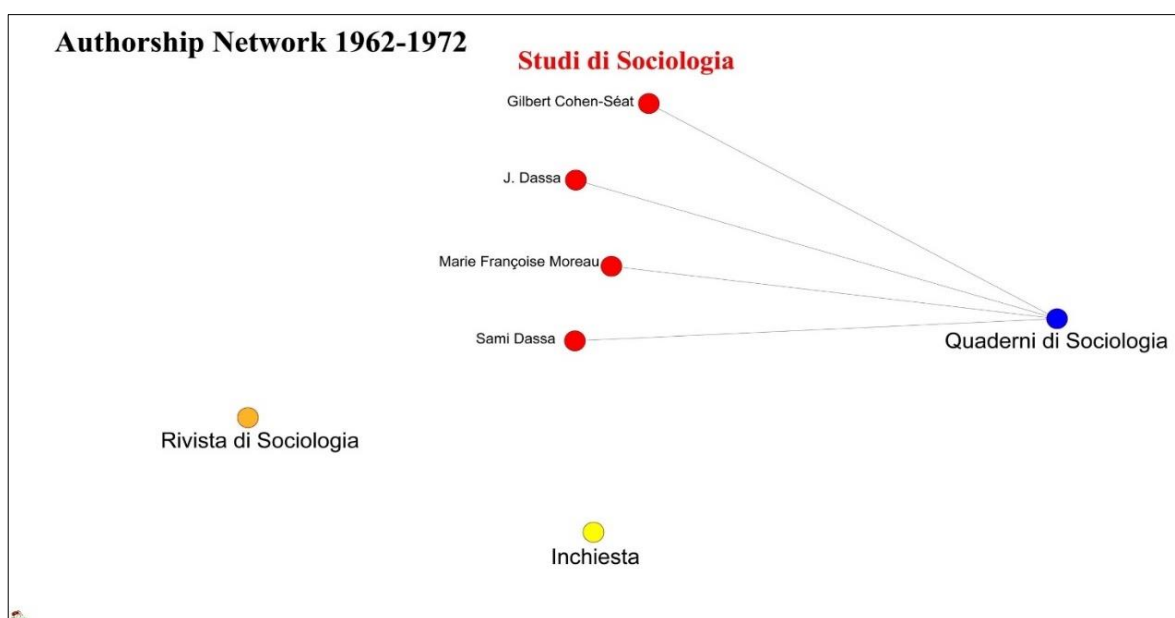 Authorship Network 1962-1972
Studi di Sociologia
Gilbert Cohen-Séat
J. Dassa
Marie Françoise Moreau
Sami Dassa
Quaderni di Sociologia
Rivista di Sociologia
Inchiesta